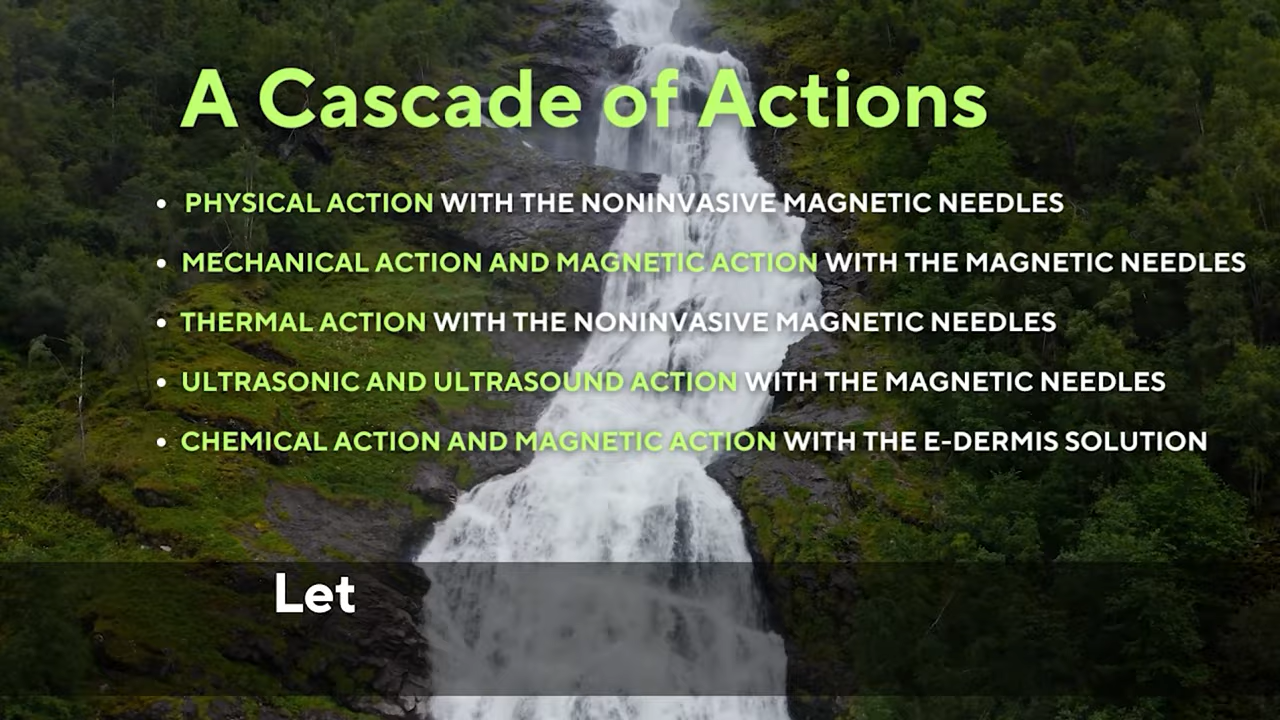 A Cascade of Actions
• PHYSICAL ACTION WITH THE NONINVASIVE MAGNETIC NEEDLES
• MECHANICAL ACTION AND MAGNETIC ACTION WITH THE MAGNETIC NEEDLES
• THERMAL ACTION WITH THE NONINVASIVE MAGNETIC NEEDLES
• ULTRASONIC AND ULTRASOUND ACTION WITH THE MAGNETIC NEEDLES
• CHEMICAL ACTION AND MAGNETIC ACTION WITH THE E-DERMIS SOLUTION
Let